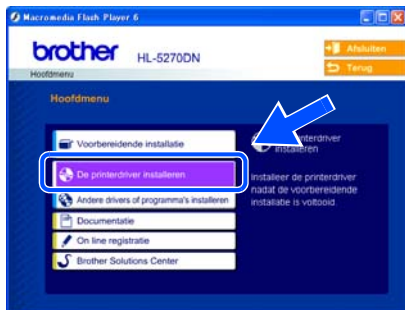 Macromedia Flash Player 6
brother HL-5270DN
Afsluiten
Terug
Hoofdmenu
Hoofdmenu
Voorbereidende installatie
De printerdriver installeren
Andere drivers of programma's installeren
Documentatie
On line registratie
Brother Solutions Center
printerdriver
installeren
Installeer de printerdriver
nadat de voorbereidende
installatie is voltooid.